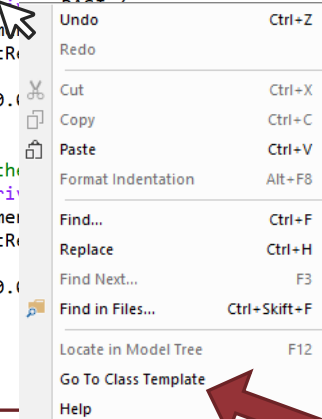 Undo Ctrl+Z
Redo
Cut Ctrl+X
Copy Ctrl+C
Paste Ctrl+V
Format Indentation Alt+F8
Find... Ctrl+F
Replace Ctrl+H
Find Next... F3
Find in Files... Ctrl+Skift+F
Locate in Model Tree F12
Go To Class Template
Help